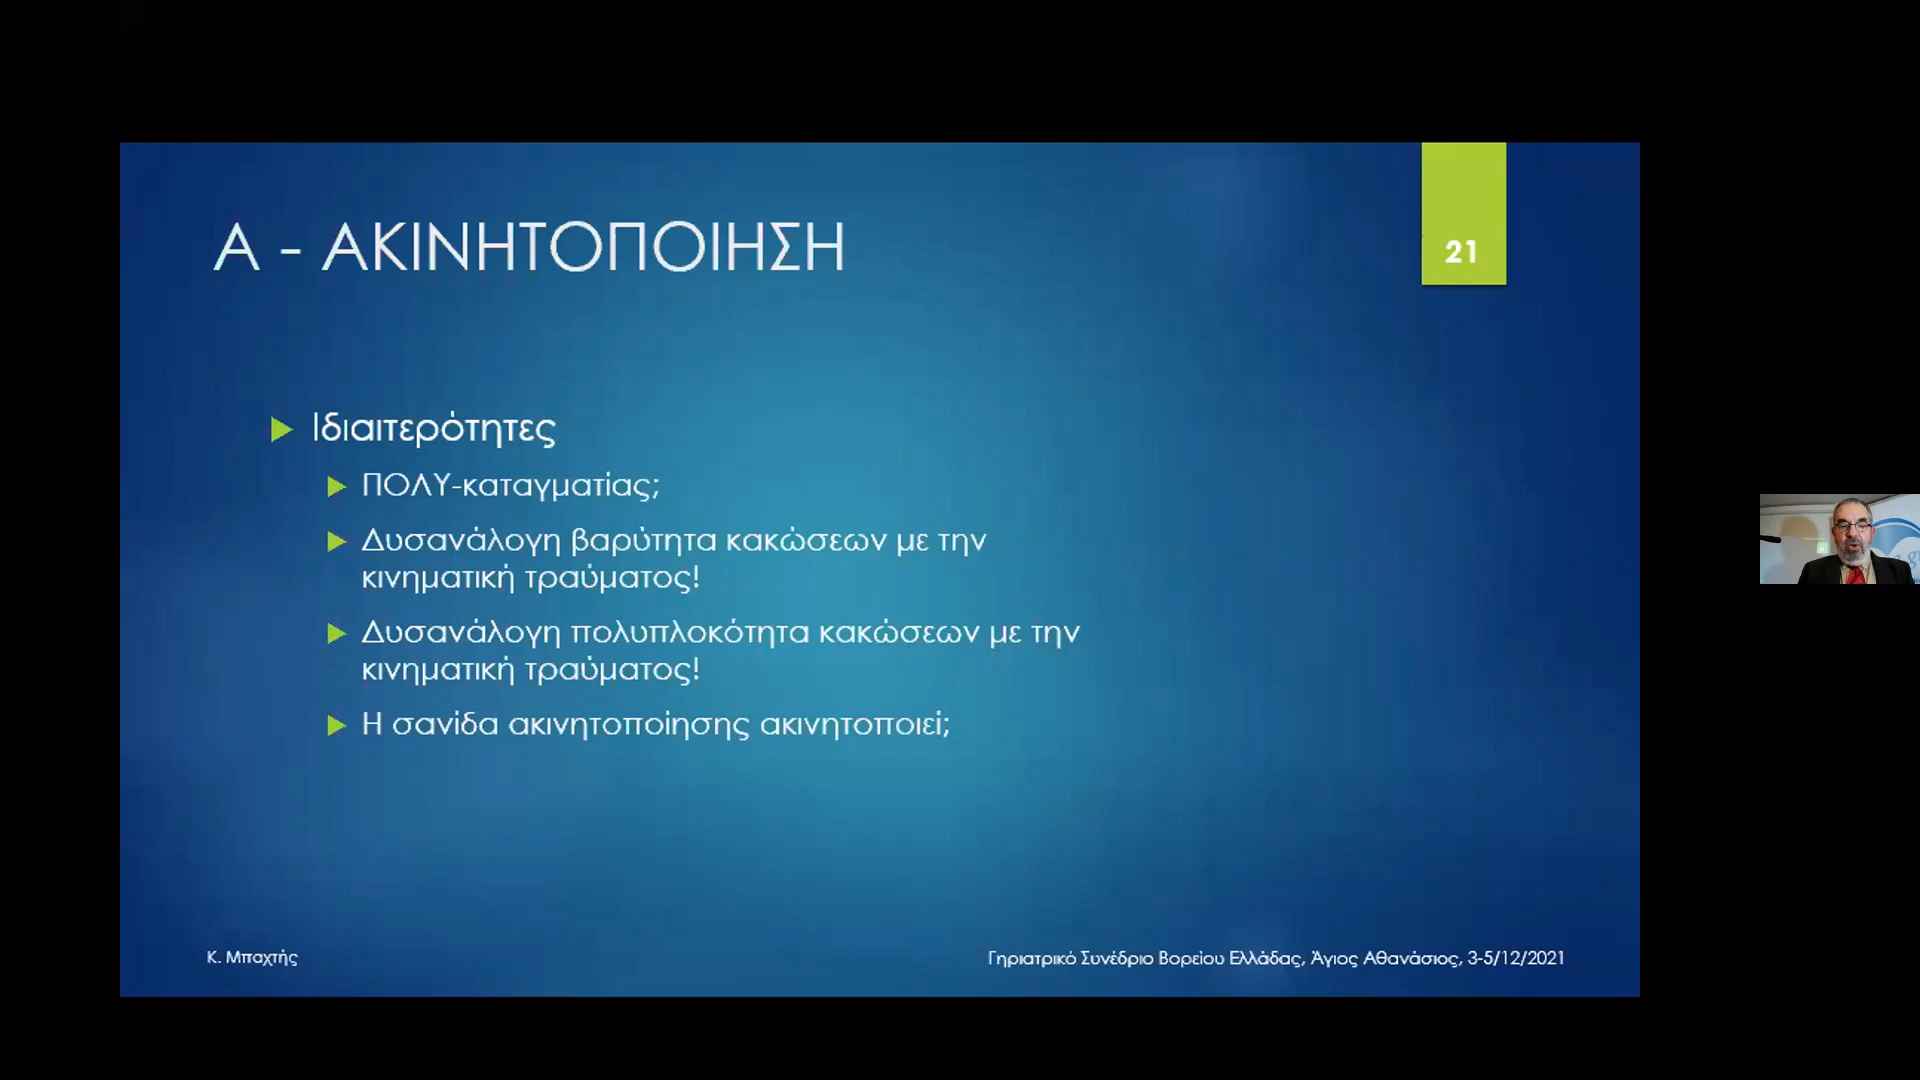 Α - ΑΚΙΝΗΤΟΠΟΙΗΣΗ
21
Ιδιαιτερότητες
ΠΟΛΥ-καταγματίας;
Δυσανάλογη βαρύτητα κακώσεων με την
κινηματική τραύματος!
Δυσανάλογη πολυπλοκότητα κακώσεων με την
κινηματική τραύματος!
Η σανίδα ακινητοποίησης ακινητοποιεί;
Κ. Μπαχτής
Γηριατρικό Συνέδριο Βορείου Ελλάδας, Άγιος Αθανάσιος, 3-5/12/2021